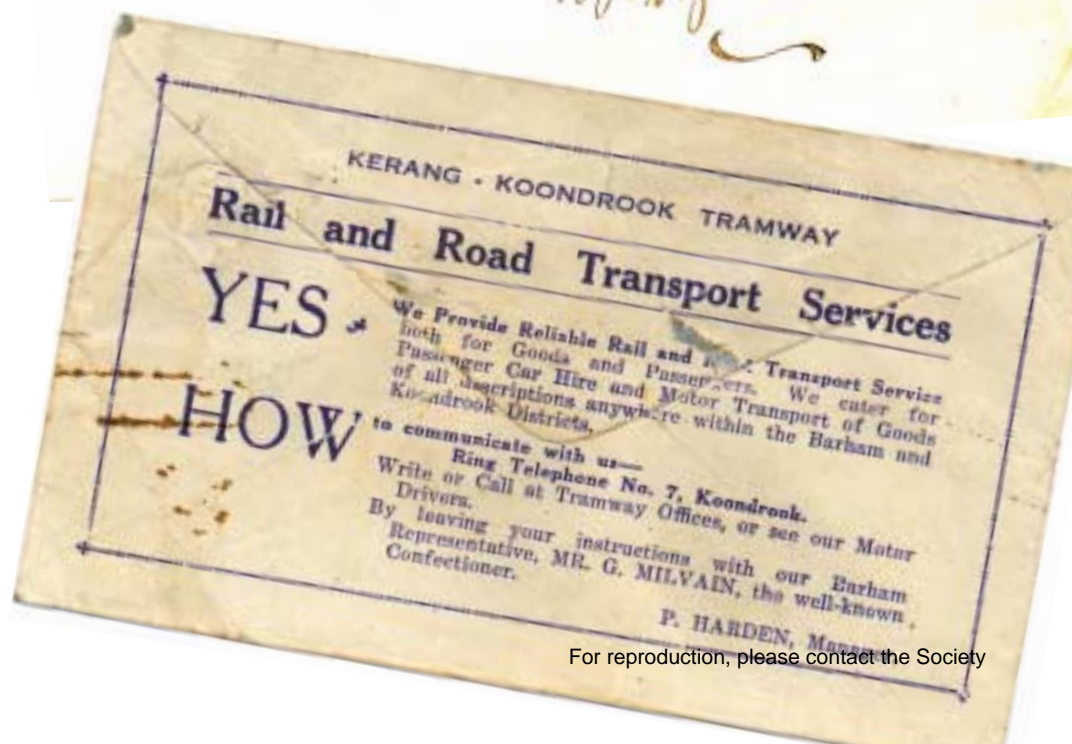 KERANG - KOONDROOK TRAMWAY
Rail and Road Transport Services
YES - We Provide Reliable Rail and Transport Service
both for Goods and Passengers. We cater for
Passenger Car Hire and Motor Transport of Goods
of all descriptions anywhere within the Barham and
Koondrook Districts.
HOW to communicate with us—
Ring Telephone No. 7, Koondrook.
Write or Call at Tramway Offices, or see our Motor
Drivers.
By leaving your instructions with our Barham
Representative, MR. G. MILVAIN, the well-known
Confectioner.
P. HARDEN, Manager
For reproduction, please contact the Society